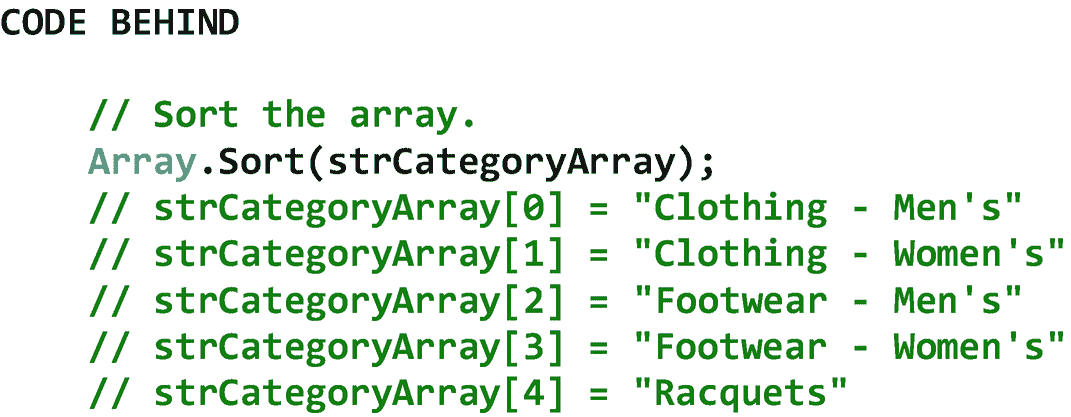 CODE BEHIND
// Sort the array.
Array.Sort(strCategoryArray);
// strCategoryArray[0] = "Clothing - Men's"
// strCategoryArray[1] = "Clothing - Women's"
// strCategoryArray[2] = "Footwear - Men's"
// strCategoryArray[3] = "Footwear - Women's"
// strCategoryArray[4] = "Racquets"